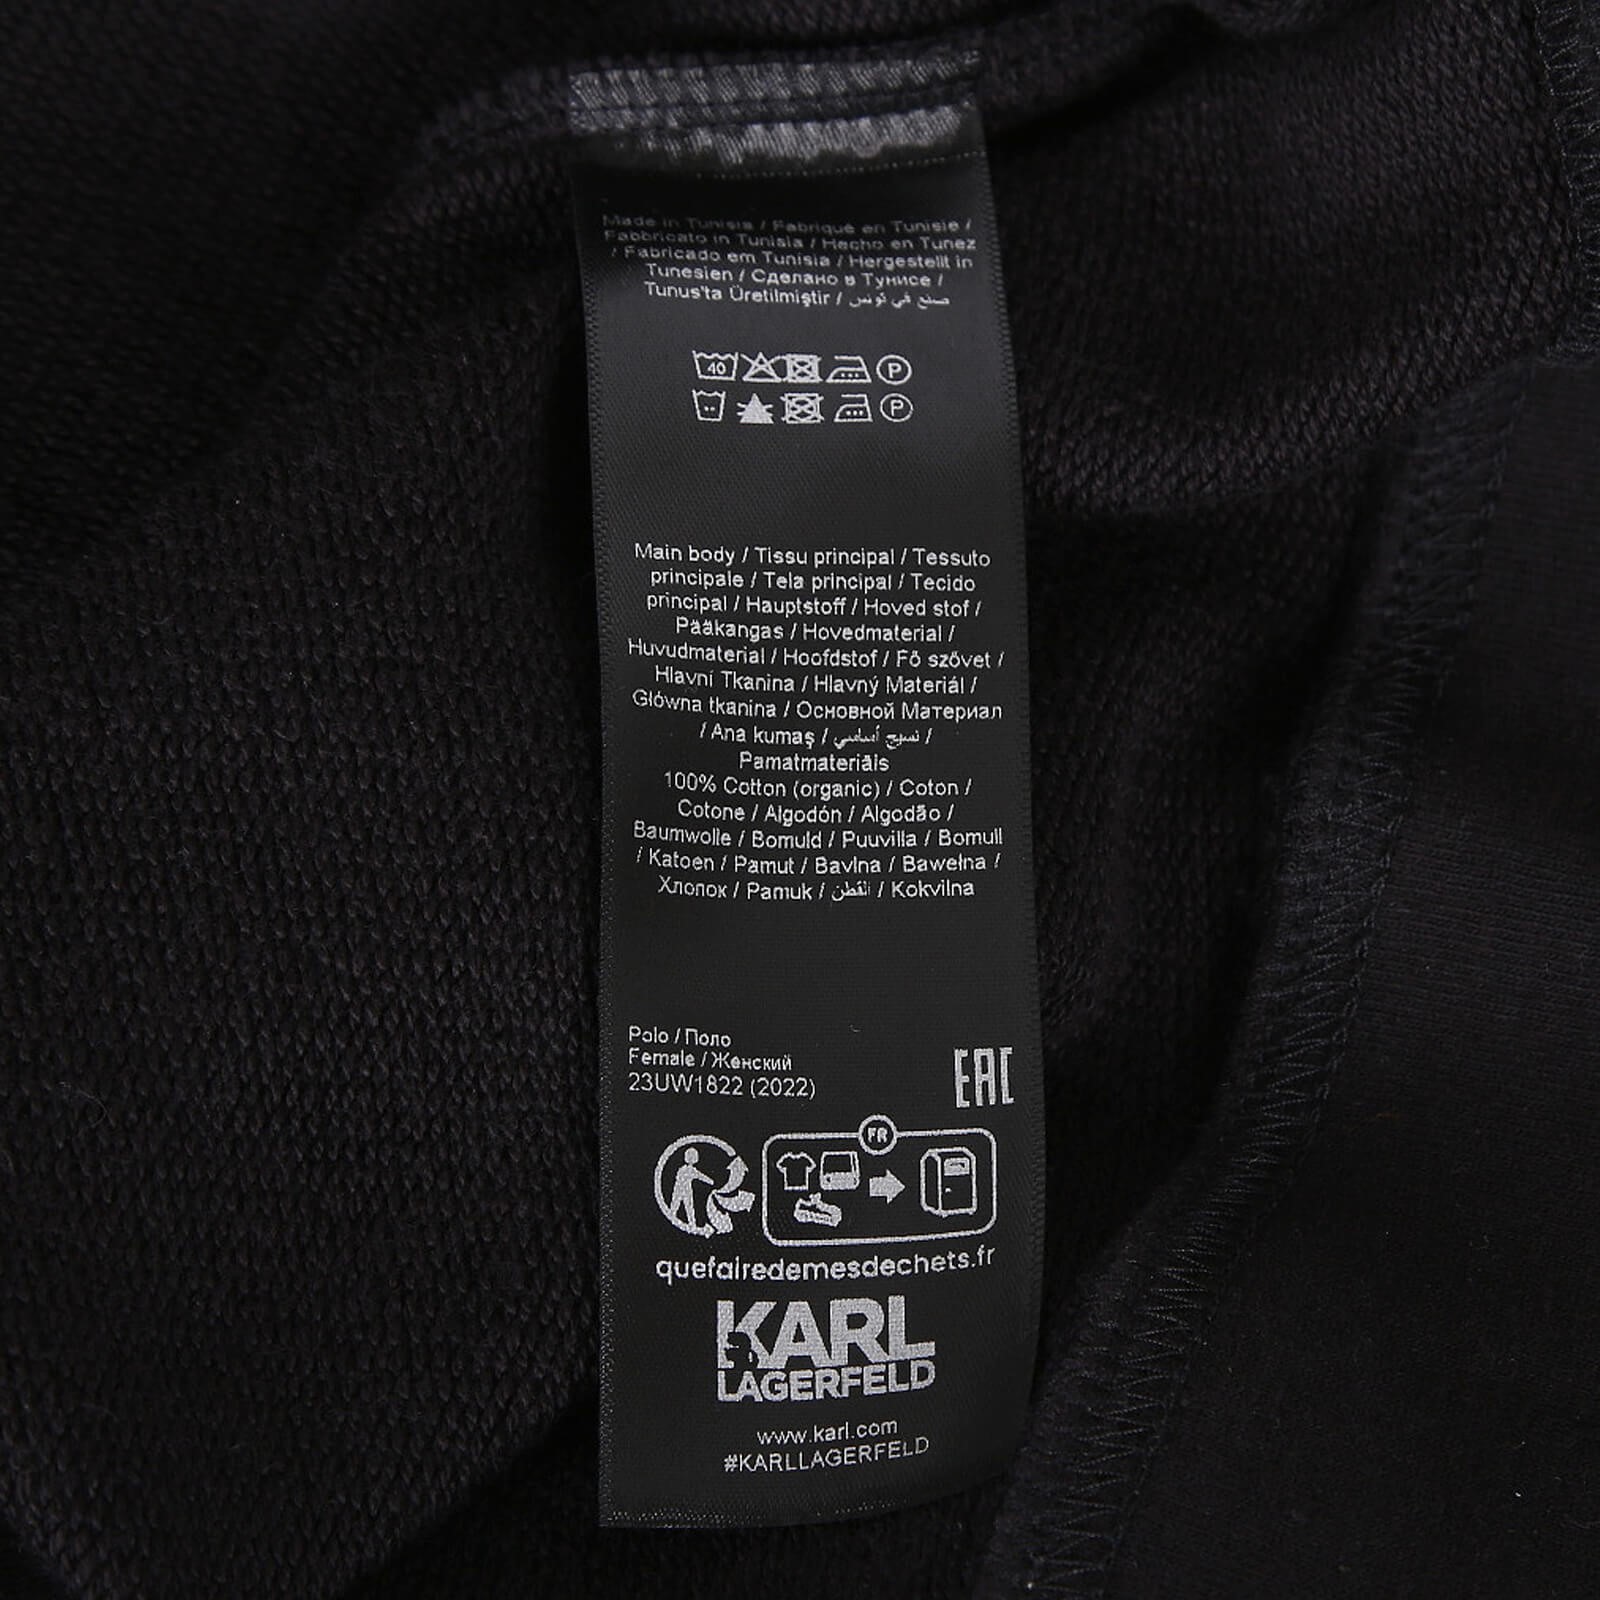 Made in Tunisia / Fabriqué en Tunisie /
Fabbricato in Tunisia / Hecho en Tunez
/ Fabricado em Tunisia / Hergestellt in
Tunesien / Сделано в Тунисе /
Tunus'ta Üretilmiştir / صنع في تونس
40 P
P
Main body / Tissu principal / Tessuto
principale / Tela principal / Tecido
principal / Hauptstoff / Hoved stof /
Pääkangas / Hovedmaterial /
Huvudmaterial / Hoofdstof / Fő szövet /
Hlavní Tkanina / Hlavný Materiál /
Główna tkanina / Основной Материал
/ Ana kumaş / نسيج أساسي /
Pamatmateriāls
100% Cotton (organic) / Coton /
Cotone / Algodón / Algodão /
Baumwolle / Bomuld / Puuvilla / Bomull
/ Katoen / Pamut / Bavlna / Bawełna /
Хлопок / Pamuk / القطن / Kokvilna
Polo / Поло
Female / Женский
23UW1822 (2022)
EAC
FR
quefairedemesdechets.fr
KARL
LAGERFELD
www.karl.com
#KARLLAGERFELD